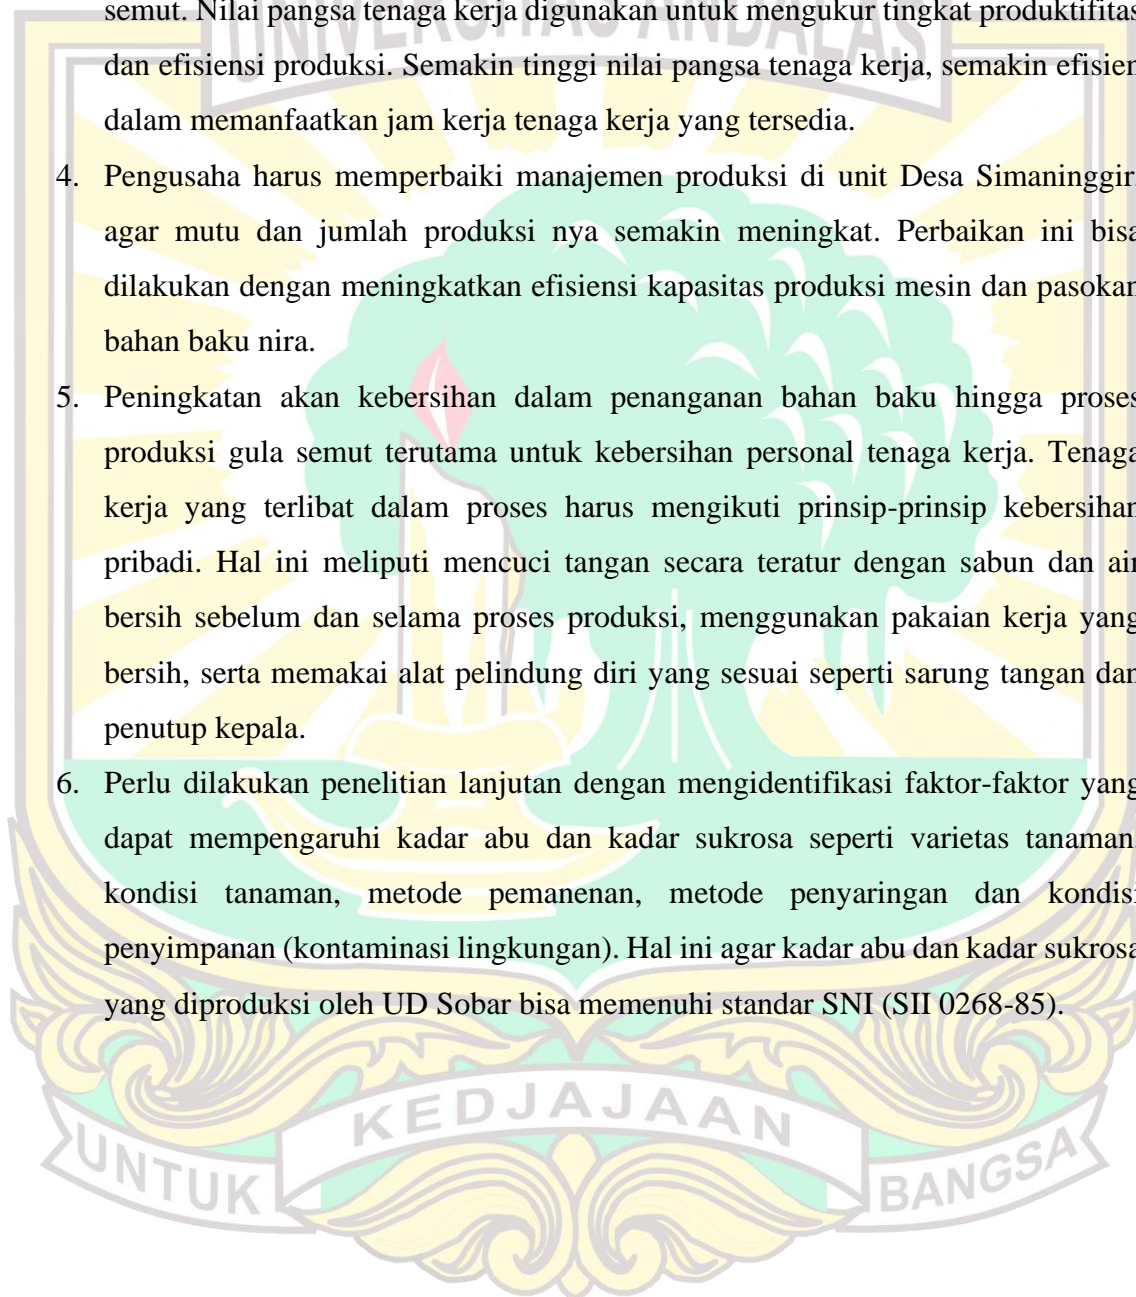 semut. Nilai pangsa tenaga kerja digunakan untuk mengukur tingkat produktifitas
UNIVERSITAS ANDALAS
dan efisiensi produksi. Semakin tinggi nilai pangsa tenaga kerja, semakin efisien
dalam memanfaatkan jam kerja tenaga kerja yang tersedia.
4. Pengusaha harus memperbaiki manajemen produksi di unit Desa Simaninggir
agar mutu dan jumlah produksi nya semakin meningkat. Perbaikan ini bisa
dilakukan dengan meningkatkan efisiensi kapasitas produksi mesin dan pasokan
bahan baku nira.
5. Peningkatan akan kebersihan dalam penanganan bahan baku hingga proses
produksi gula semut terutama untuk kebersihan personal tenaga kerja. Tenaga
kerja yang terlibat dalam proses harus mengikuti prinsip-prinsip kebersihan
pribadi. Hal ini meliputi mencuci tangan secara teratur dengan sabun dan air
bersih sebelum dan selama proses produksi, menggunakan pakaian kerja yang
bersih, serta memakai alat pelindung diri yang sesuai seperti sarung tangan dan
penutup kepala.
6. Perlu dilakukan penelitian lanjutan dengan mengidentifikasi faktor-faktor yang
dapat mempengaruhi kadar abu dan kadar sukrosa seperti varietas tanaman,
kondisi tanaman, metode pemanenan, metode penyaringan dan kondisi
penyimpanan (kontaminasi lingkungan). Hal ini agar kadar abu dan kadar sukrosa
yang diproduksi oleh UD Sobar bisa memenuhi standar SNI (SII 0268-85).
UNTUK KEDJAJAAN BANGSA